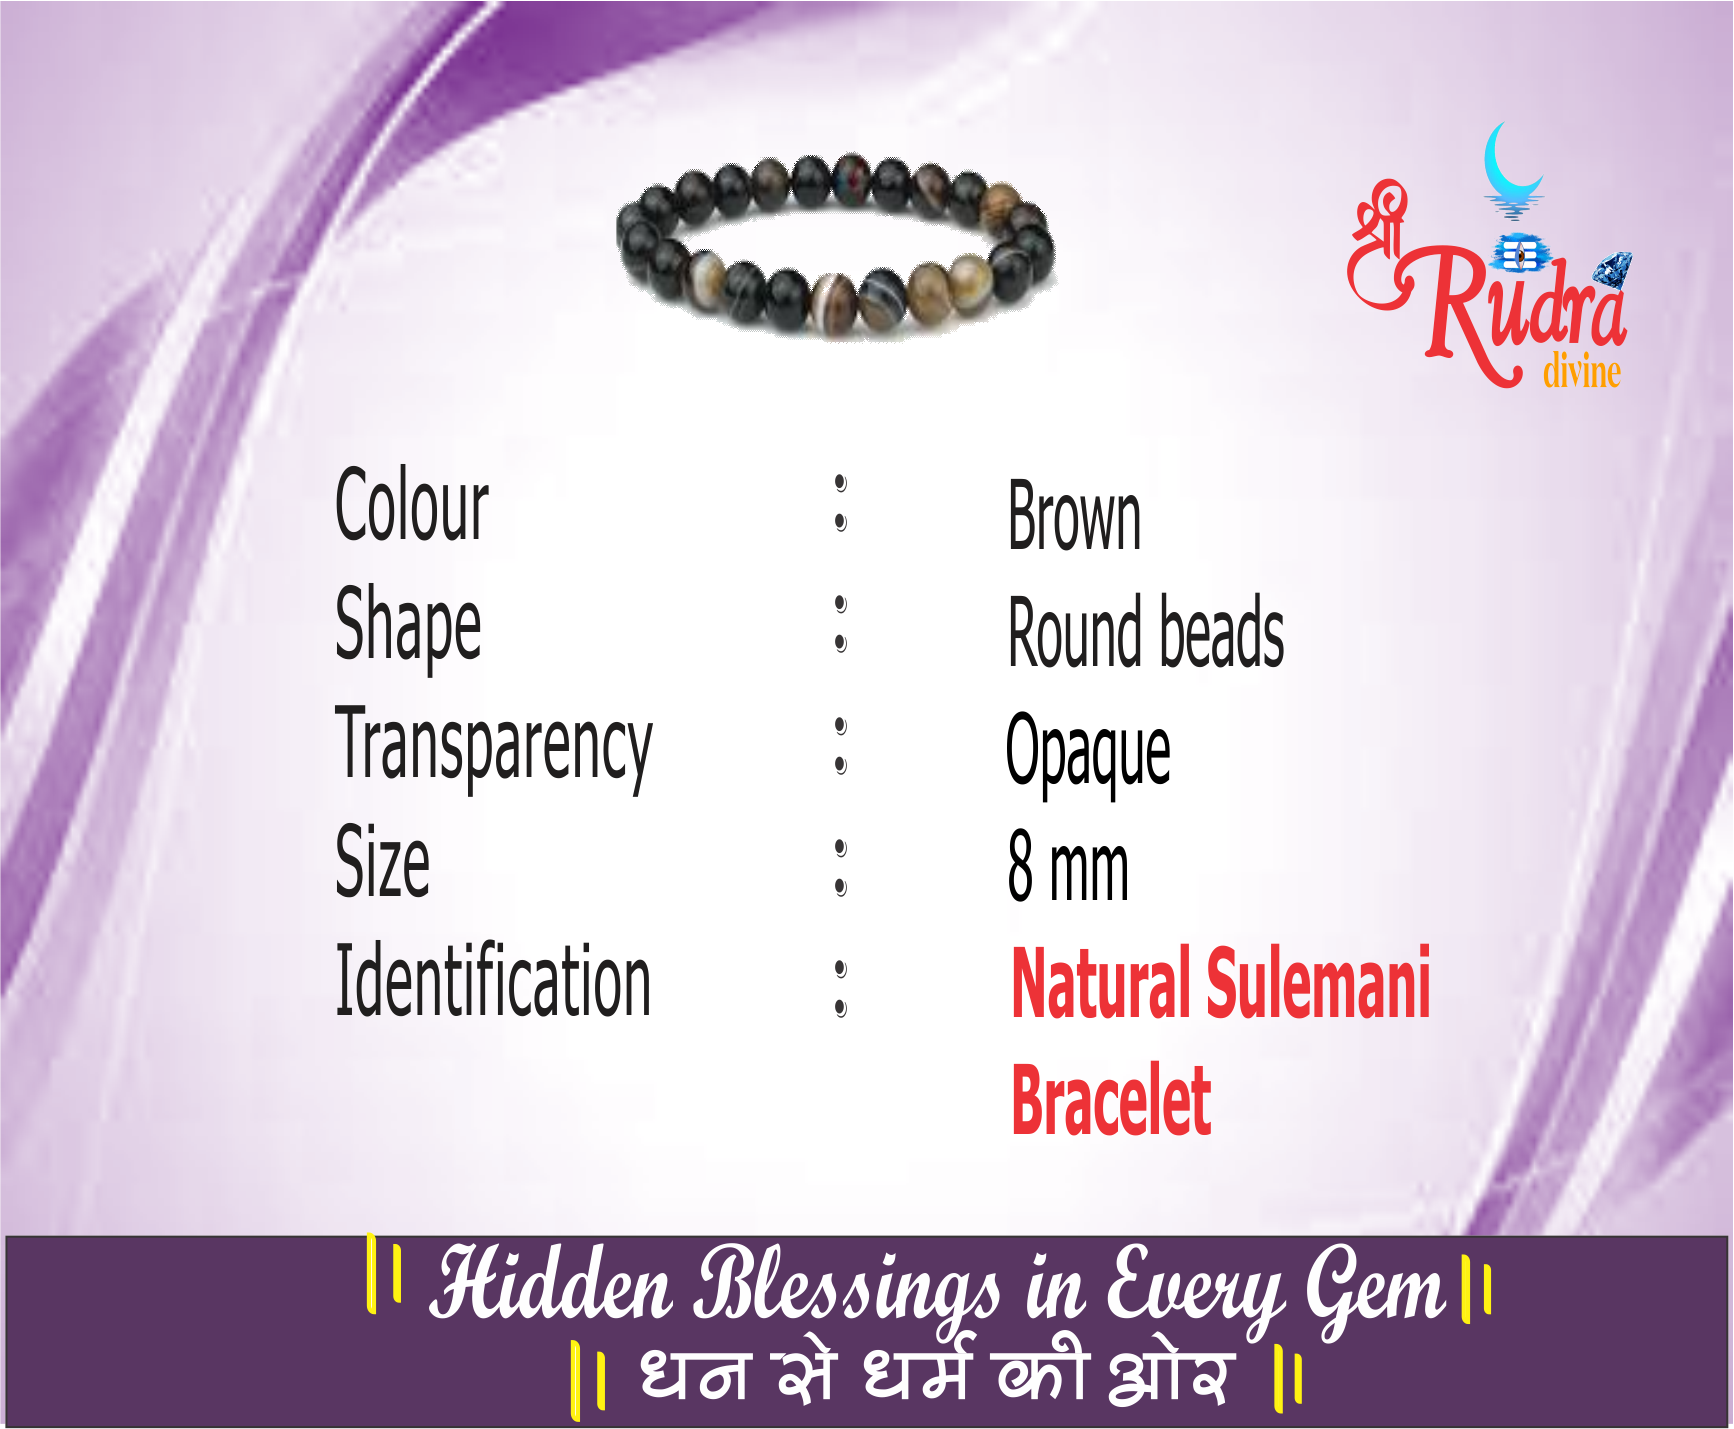 श्री
Rudra
divine
Colour : Brown
Shape : Round beads
Transparency : Opaque
Size : 8 mm
Identification : Natural Sulemani
Bracelet
|| Hidden Blessings in Every Gem ||
|| धन से धर्म की ओर ||